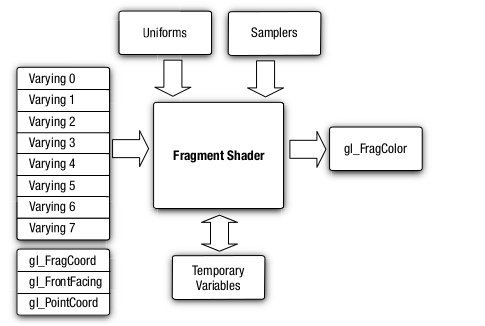 Uniforms
Samplers
Varying 0
Varying 1
Varying 2
Varying 3
Varying 4
Varying 5
Varying 6
Varying 7
Fragment Shader
gl_FragColor
gl_FragCoord
gl_FrontFacing
gl_PointCoord
Temporary
Variables